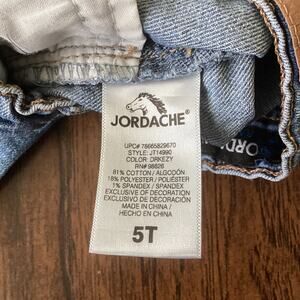 JORDACHE®
UPC# 78665829670
STYLE: JT14990
COLOR: DRKEZY
RN# 98626
81% COTTON / ALGODÓN
18% POLYESTER / POLIÉSTER
1% SPANDEX / SPANDEX
EXCLUSIVE OF DECORATION
EXCLUSIVO DE DECORACIÓN
MADE IN CHINA /
HECHO EN CHINA
5T